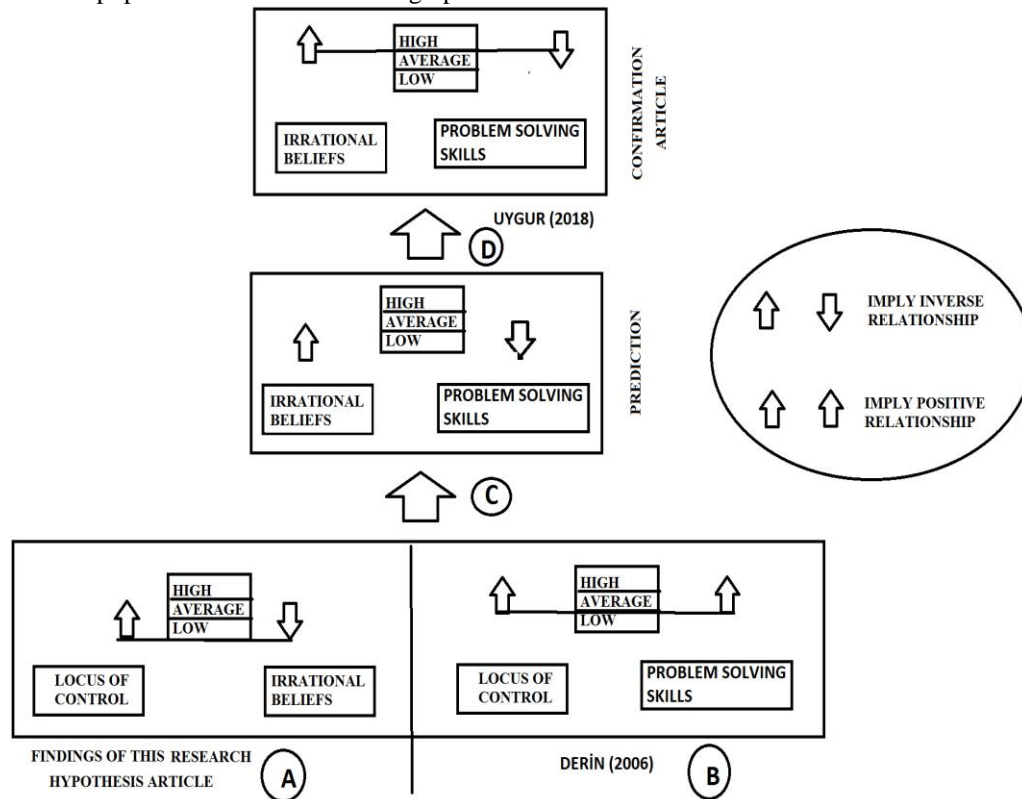 HIGH
AVERAGE
LOW
IRRATIONAL
BELIEFS
PROBLEM SOLVING
SKILLS
CONFIRMATION
ARTICLE
UYGUR (2018)
D
HIGH
AVERAGE
LOW
IRRATIONAL
BELIEFS
PROBLEM SOLVING
SKILLS
PREDICTION
IMPLY INVERSE
RELATIONSHIP
IMPLY POSITIVE
RELATIONSHIP
C
HIGH
AVERAGE
LOW
LOCUS OF
CONTROL
IRRATIONAL
BELIEFS
HIGH
AVERAGE
LOW
LOCUS OF
CONTROL
PROBLEM SOLVING
SKILLS
FINDINGS OF THIS RESEARCH
HYPOTHESIS ARTICLE
A
DERİN (2006)
B